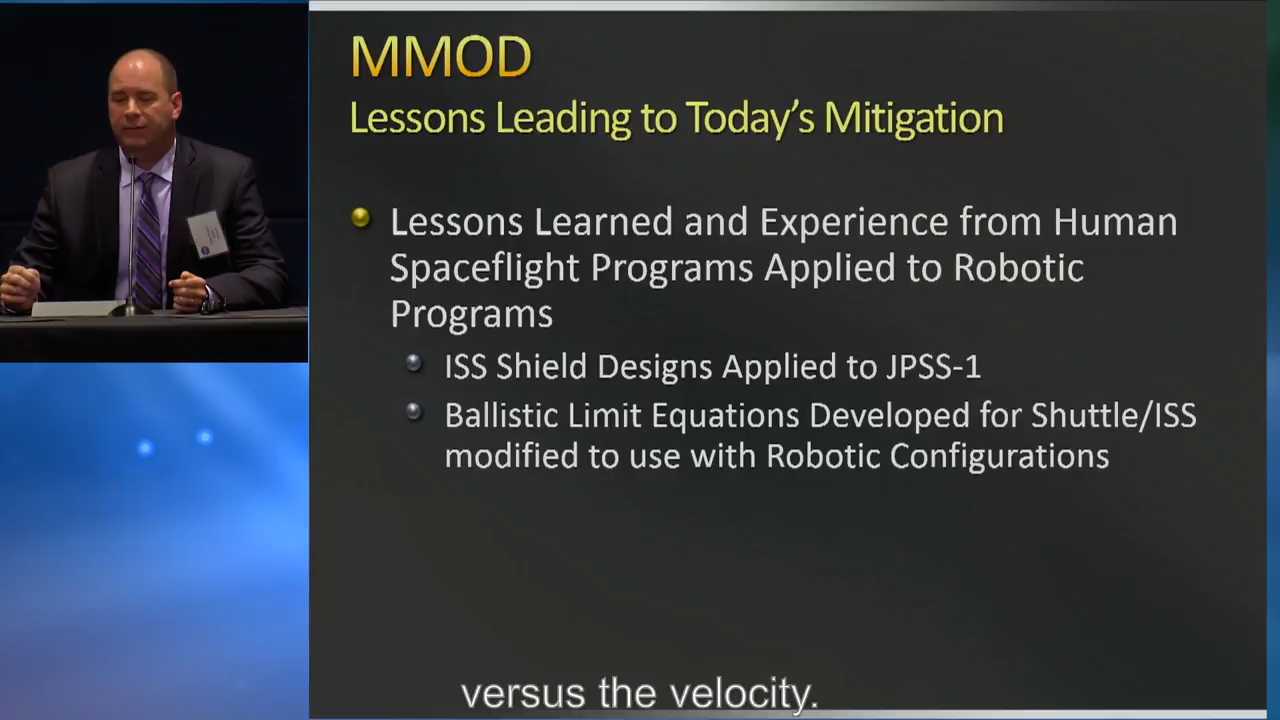 MMOD
Lessons Leading to Today's Mitigation
Lessons Learned and Experience from Human
Spaceflight Programs Applied to Robotic
Programs
ISS Shield Designs Applied to JPSS-1
Ballistic Limit Equations Developed for Shuttle/ISS
modified to use with Robotic Configurations
versus the velocity.